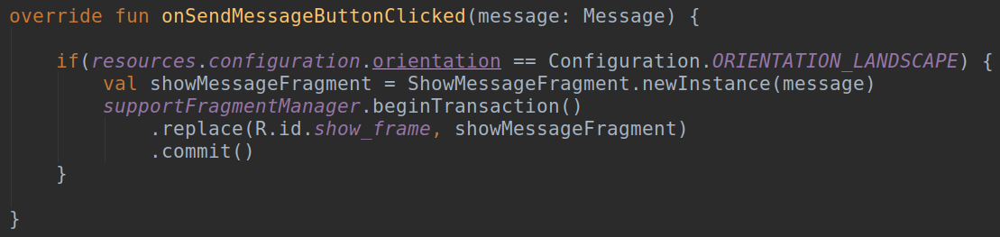 override fun onSendMessageButtonClicked(message: Message) {
if(resources.configuration.orientation == Configuration.ORIENTATION_LANDSCAPE) {
val showMessageFragment = ShowMessageFragment.newInstance(message)
supportFragmentManager.beginTransaction()
.replace(R.id.show_frame, showMessageFragment)
.commit()
}
}